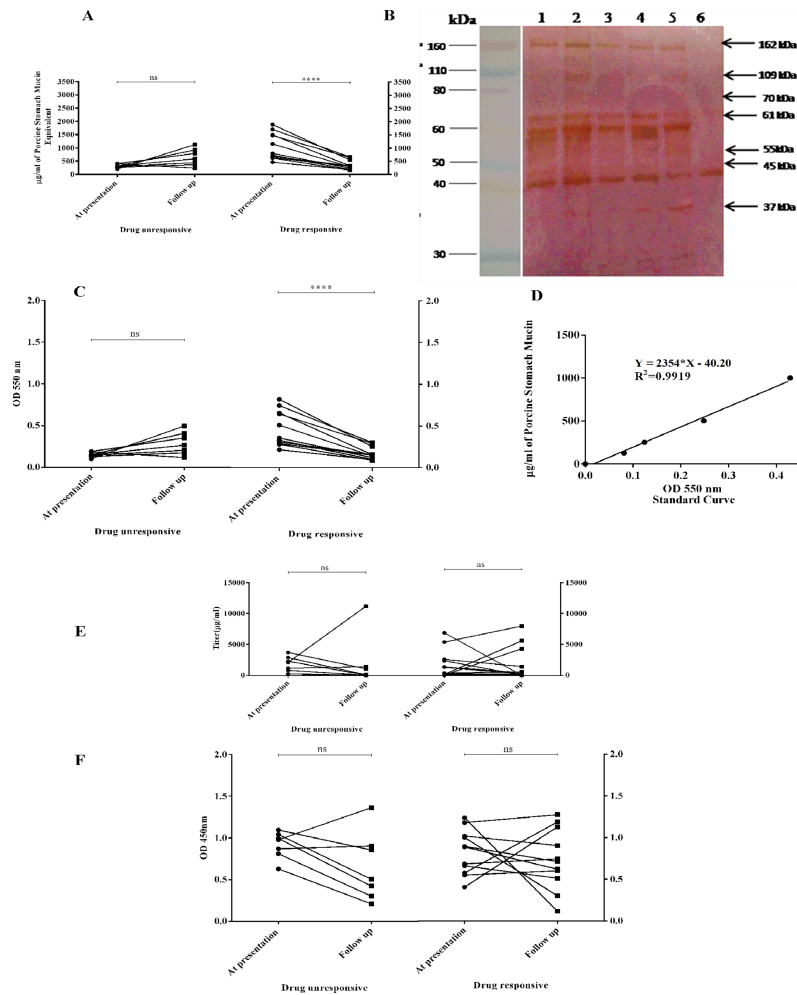 A
ns
****
3500
3000
2500
2000
1500
1000
500
0
3500
3000
2500
2000
1500
1000
500
0
µg/ml of Porcine Stomach Mucin
Equivalent
At presentation
Follow up
At presentation
Follow up
Drug unresponsive
Drug responsive
B
kDa
1 2 3 4 5 6
160
110
80
60
50
40
30
162 kDa
109 kDa
70 kDa
61 kDa
55 kDa
45 kDa
37 kDa
C
ns
****
2.0
1.5
1.0
0.5
0.0
2.0
1.5
1.0
0.5
0.0
OD 550 nm
At presentation
Follow up
At presentation
Follow up
Drug unresponsive
Drug responsive
D
1500
1000
500
0
µg/ml of Porcine Stomach Mucin
Y = 2354*X - 40.20
R2=0.9919
0.0 0.1 0.2 0.3 0.4
OD 550 nm
Standard Curve
E
ns
ns
15000
10000
5000
0
15000
10000
5000
0
Titer(µg/ml)
At presentation
Follow up
At presentation
Follow up
Drug unresponsive
Drug responsive
F
ns
ns
2.0
1.5
1.0
0.5
0.0
2.0
1.5
1.0
0.5
0.0
OD 450nm
At presentation
Follow up
At presentation
Follow up
Drug unresponsive
Drug responsive